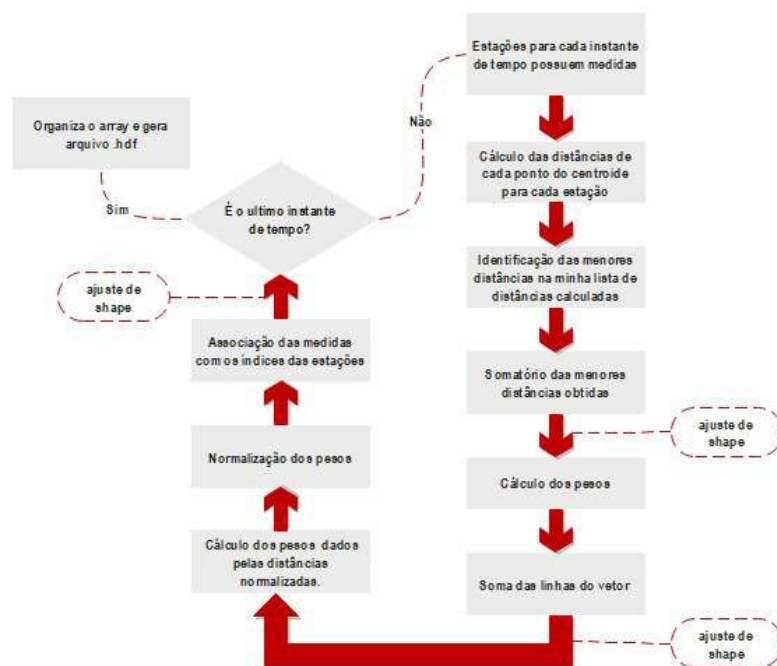 Estações para cada instante
de tempo possuem medidas
Organiza o array e gera
arquivo .hdf
Não
Cálculo das distâncias de
cada ponto do centroide
para cada estação
Sim
É o ultimo instante
de tempo?
Identificação das menores
distâncias na minha lista de
distâncias calculadas
ajuste de
shape
Associação das medidas
com os índices das estações
Somatório das menores
distâncias obtidas
ajuste de
shape
Normalização dos pesos
Cálculo dos pesos
Cálculo dos pesos dados
pelas distâncias
normalizadas.
Soma das linhas do vetor
ajuste de
shape